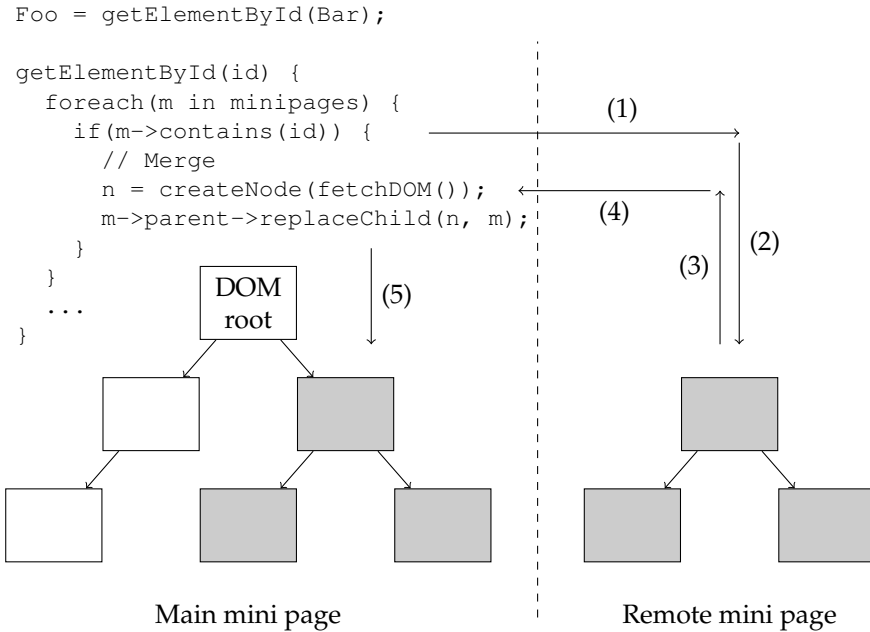 Foo = getElementById(Bar);
getElementById(id) {
foreach(m in minipages) {
if(m->contains(id)) {
// Merge
n = createNode(fetchDOM());
m->parent->replaceChild(n, m);
}
}
...
}
(1)
(2)
(3)
(4)
(5)
DOM
root
Main mini page
Remote mini page